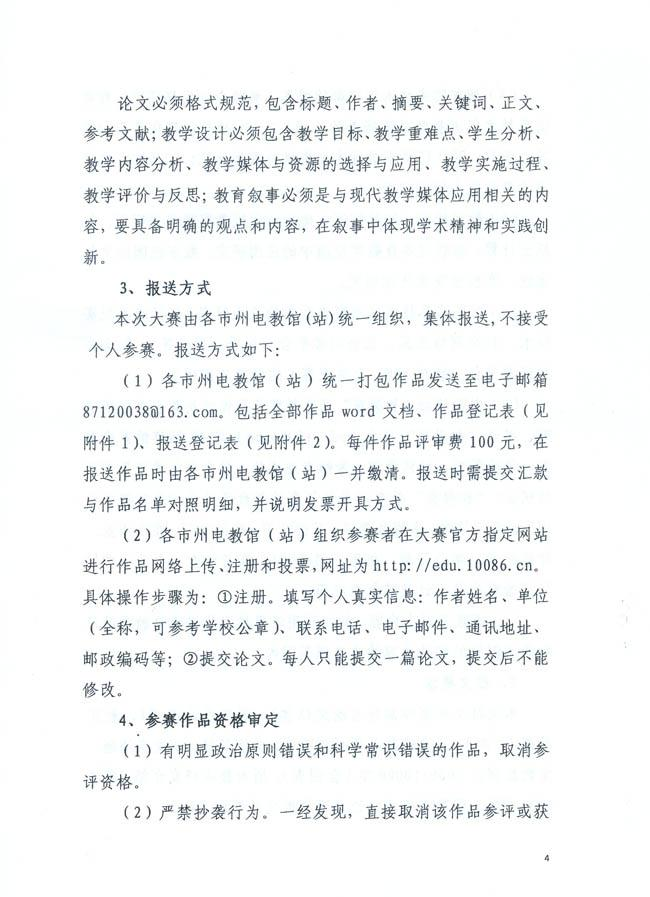 论文必须格式规范，包含标题、作者、摘要、关键词、正文、
参考文献；教学设计必须包含教学目标、教学重难点、学生分析、
教学内容分析、教学媒体与资源的选择与应用、教学实施过程、
教学评价与反思；教育叙事必须是与现代教学媒体应用相关的内
容，要具备明确的观点和内容，在叙事中体现学术精神和实践创
新。
3、报送方式
本次大赛由各市州电教馆(站)统一组织，集体报送,不接受
个人参赛。报送方式如下：
（1）各市州电教馆（站）统一打包作品发送至电子邮箱
87120038@163.com。包括全部作品 word 文档、作品登记表（见
附件 1）、报送登记表（见附件 2）。每件作品评审费 100 元，在
报送作品时由各市州电教馆（站）一并缴清。报送时需提交汇款
与作品名单对照明细，并说明发票开具方式。
（2）各市州电教馆（站）组织参赛者在大赛官方指定网站
进行作品网络上传、注册和投票,网址为 http://edu.10086.cn。
具体操作步骤为：①注册。填写个人真实信息：作者姓名、单位
（全称，可参考学校公章）、联系电话、电子邮件、通讯地址、
邮政编码等；②提交论文。每人只能提交一篇论文，提交后不能
修改。
4、参赛作品资格审定
（1）有明显政治原则错误和科学常识错误的作品，取消参
评资格。
（2）严禁抄袭行为。一经发现，直接取消该作品参评或获
4